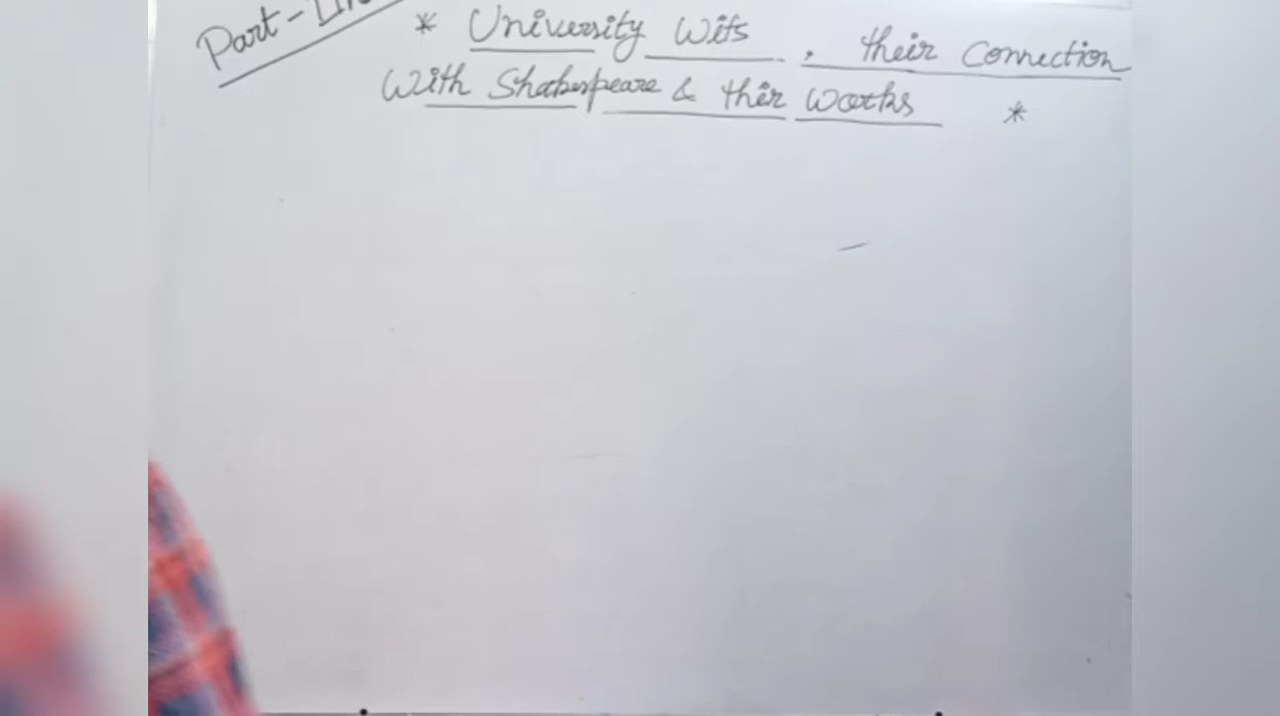 Part-
* University Wits, their Connection
With Shakespeare & their Works *